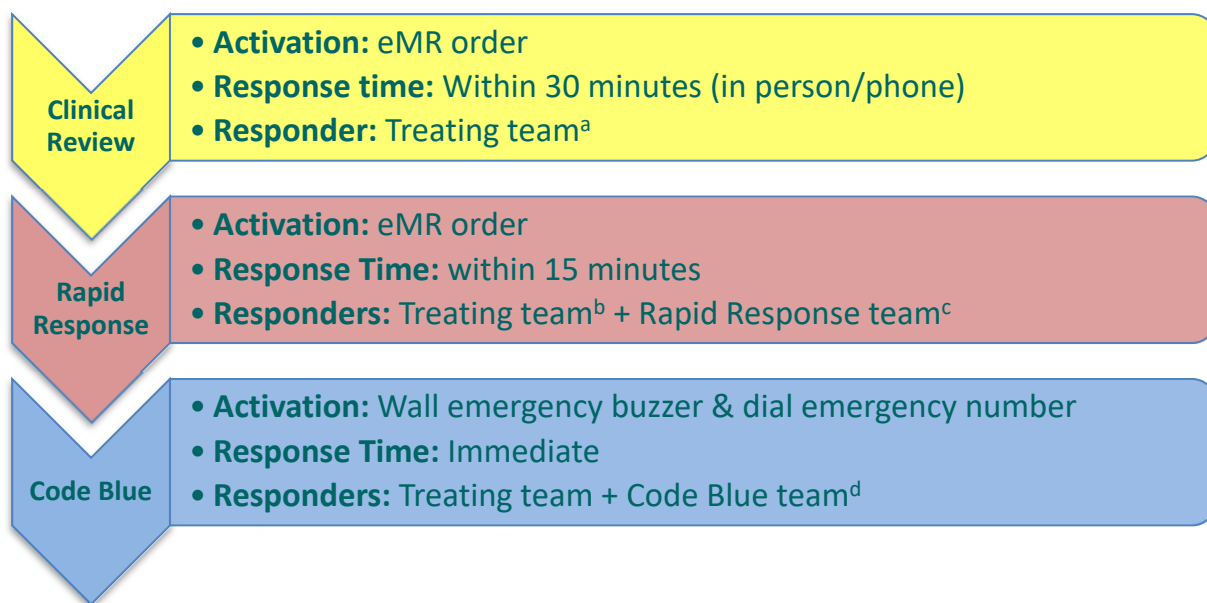 Clinical
Review
• Activation: eMR order
• Response time: Within 30 minutes (in person/phone)
• Responder: Treating teamᵃ
Rapid
Response
• Activation: eMR order
• Response Time: within 15 minutes
• Responders: Treating teamᵇ + Rapid Response teamᶜ
Code Blue
• Activation: Wall emergency buzzer & dial emergency number
• Response Time: Immediate
• Responders: Treating team + Code Blue teamᵈ